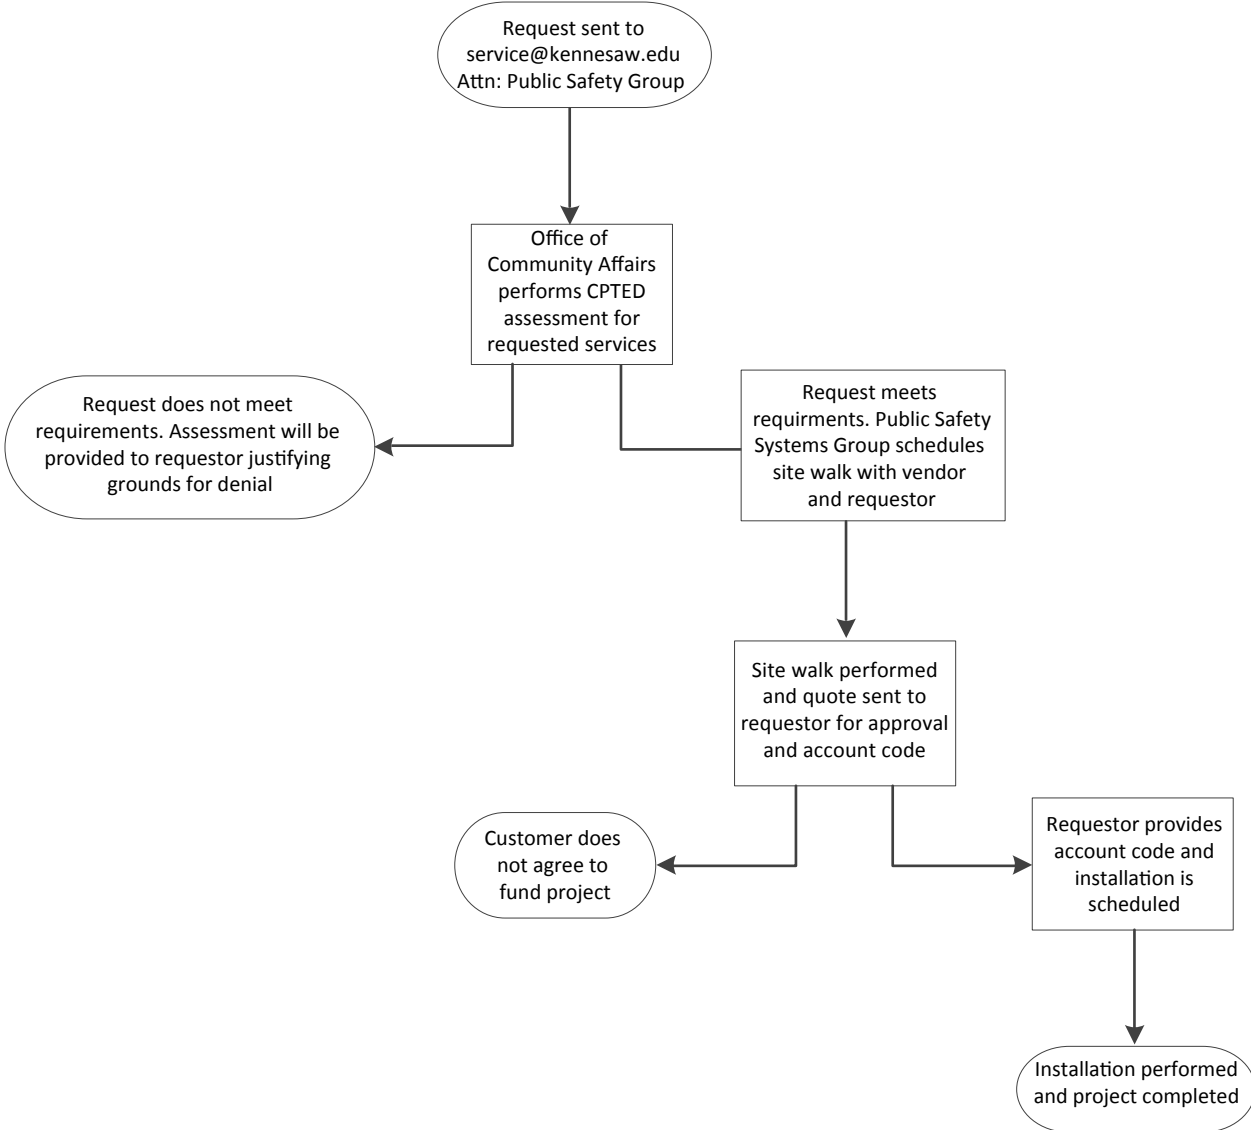 Request sent to
service@kennesaw.edu
Attn: Public Safety Group
Office of
Community Affairs
performs CPTED
assessment for
requested services
Request does not meet
requirements. Assessment will be
provided to requestor justifying
grounds for denial
Request meets
requirments. Public Safety
Systems Group schedules
site walk with vendor
and requestor
Site walk performed
and quote sent to
requestor for approval
and account code
Customer does
not agree to
fund project
Requestor provides
account code and
installation is
scheduled
Installation performed
and project completed